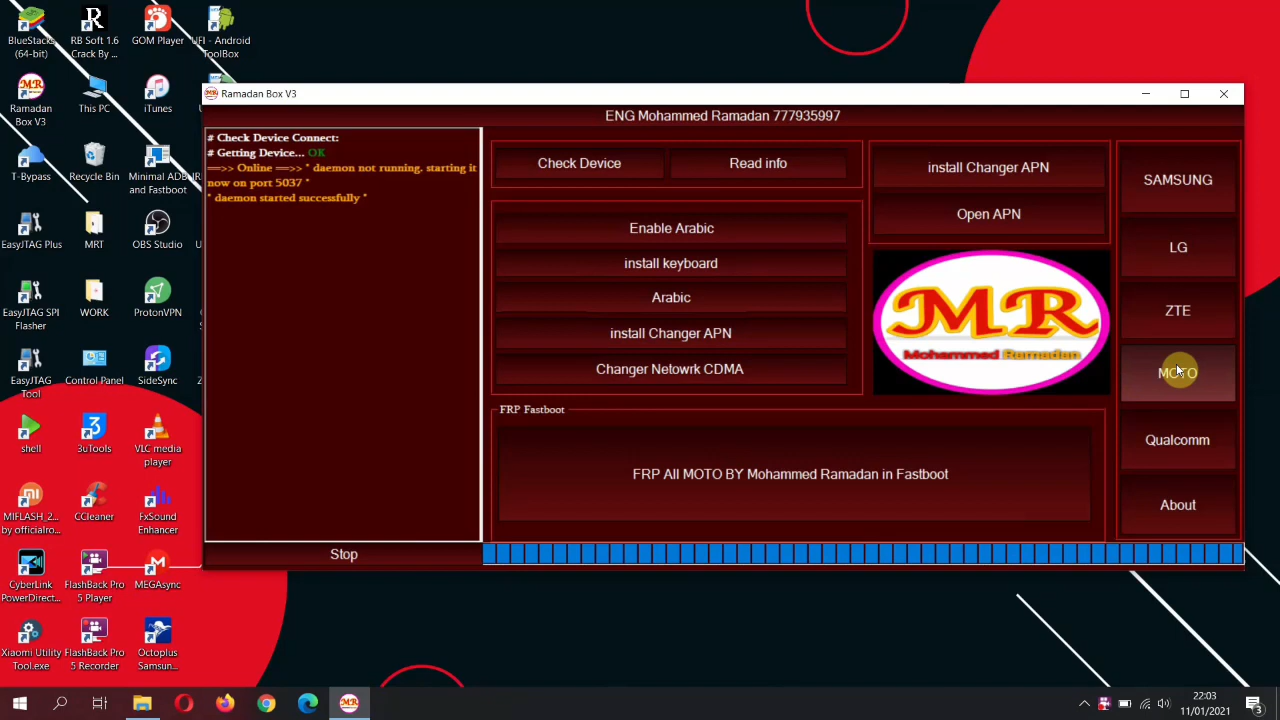 BlueStacks
(64-bit)
RB Soft 1.6
Crack By ...
GOM Player
UFI - Android
ToolBox
Ramadan
Box V3
This PC
iTunes
T-Bypass
Recycle Bin
Minimal ADB
and Fastboot
EasyJTAG Plus
MRT
OBS Studio
EasyJTAG SPI
Flasher
WORK
ProtonVPN
EasyJTAG
Tool
Control Panel
SideSync
shell
3uTools
VLC media
player
MIFLASH_2...
by officialro...
CCleaner
FxSound
Enhancer
CyberLink
PowerDirect...
FlashBack Pro
5 Player
MEGAsync
Xiaomi Utility
Tool.exe
FlashBack Pro
5 Recorder
Octoplus
Samsun...
Ramadan Box V3
ENG Mohammed Ramadan 777935997
# Check Device Connect:
# Getting Device... OK
==>> Online ==>> * daemon not running. starting it
now on port 5037 *
* daemon started successfully *
Stop
Check Device
Read info
Enable Arabic
install keyboard
Arabic
install Changer APN
Changer Netowrk CDMA
FRP Fastboot
FRP All MOTO BY Mohammed Ramadan in Fastboot
install Changer APN
Open APN
MR
Mohammed Ramadan
SAMSUNG
LG
ZTE
MOTO
Qualcomm
About
22:03
11/01/2021
3